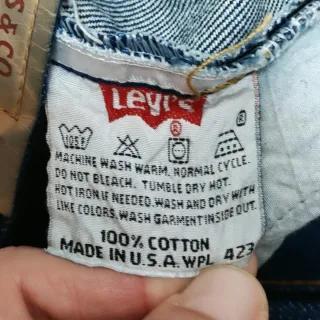 Levi's
®
105F ®
MACHINE WASH WARM. NORMAL CYCLE.
DO NOT BLEACH. TUMBLE DRY HOT.
HOT IRON IF NEEDED. WASH AND DRY WITH
LIKE COLORS. WASH GARMENT INSIDE OUT.
100% COTTON
MADE IN U.S.A. WPL 423